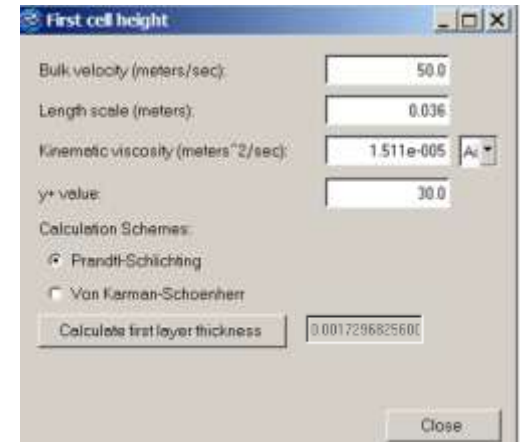 First cell height
Bulk velocity (meters/sec): 50.0
Length scale (meters): 0.036
Kinematic viscosity (meters^2/sec): 1.511e-005
y+ value: 30.0
Calculation Schemes:
Prandtl-Schlichting
Von Karman-Schoenherr
Calculate first layer thickness 0.0017296825600
Close